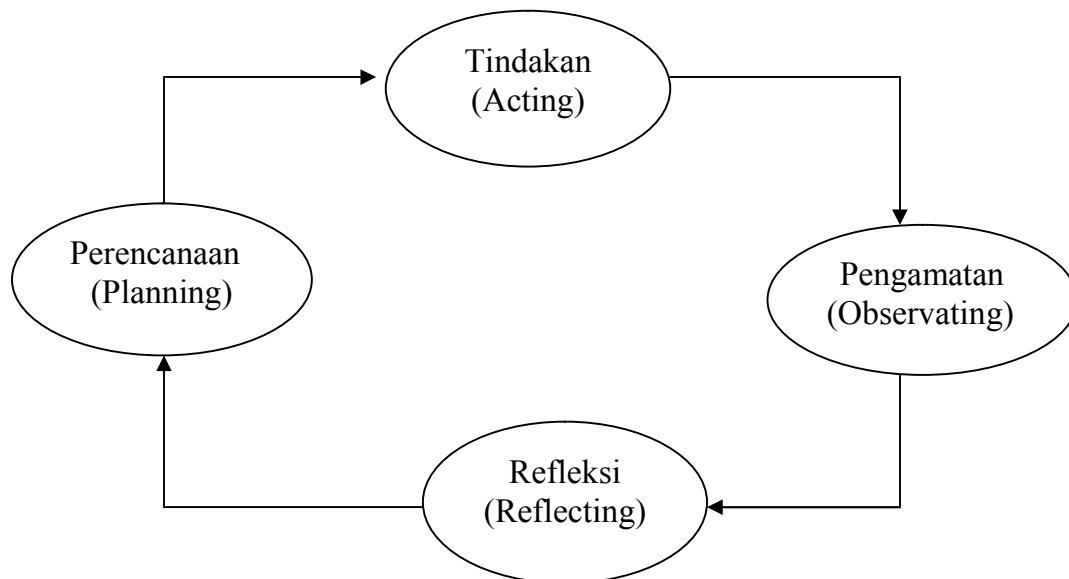 Tindakan
(Acting)
Perencanaan
(Planning)
Pengamatan
(Observating)
Refleksi
(Reflecting)